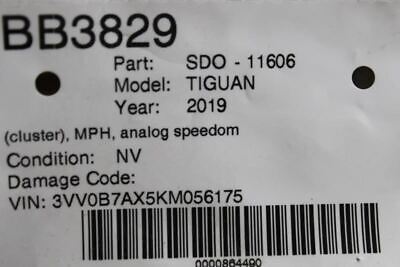 BB3829
Part: SDO - 11606
Model: TIGUAN
Year: 2019
(cluster), MPH, analog speedom
Condition: NV
Damage Code:
VIN: 3VV0B7AX5KM056175
0000864490